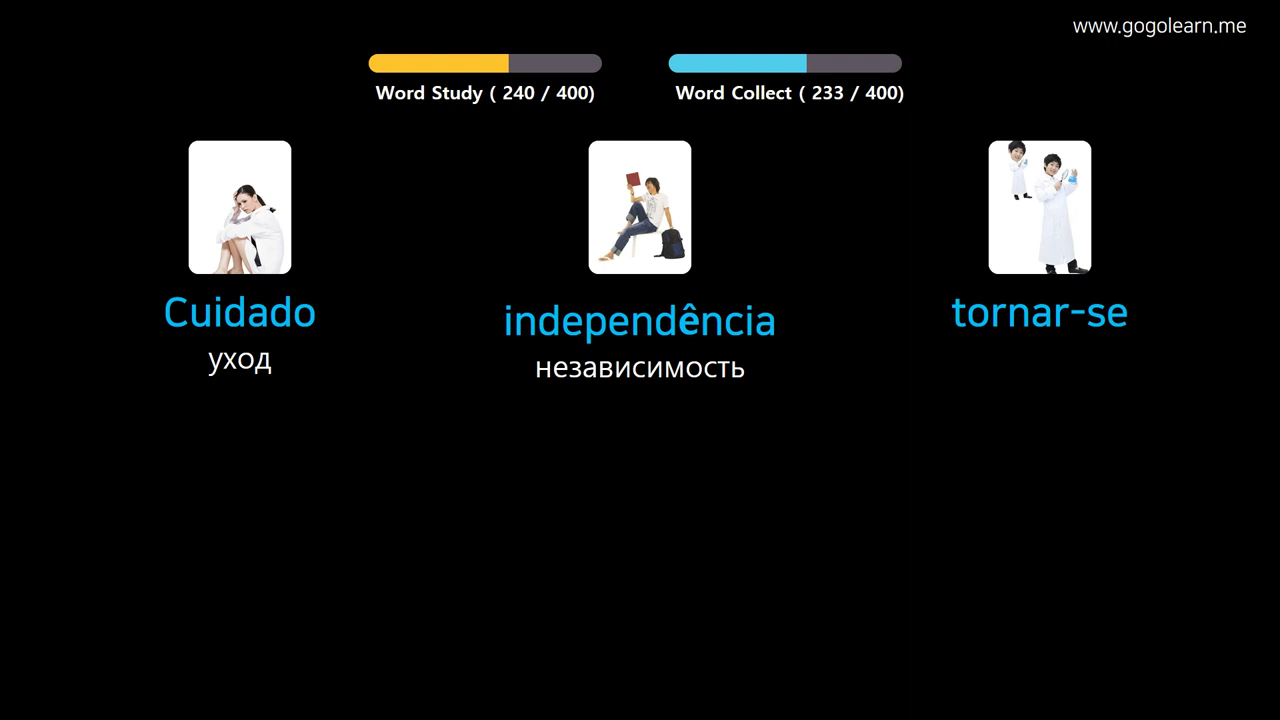 www.gogolearn.me
Word Study ( 240 / 400)
Word Collect ( 233 / 400)
Cuidado
уход
independência
независимость
tornar-se